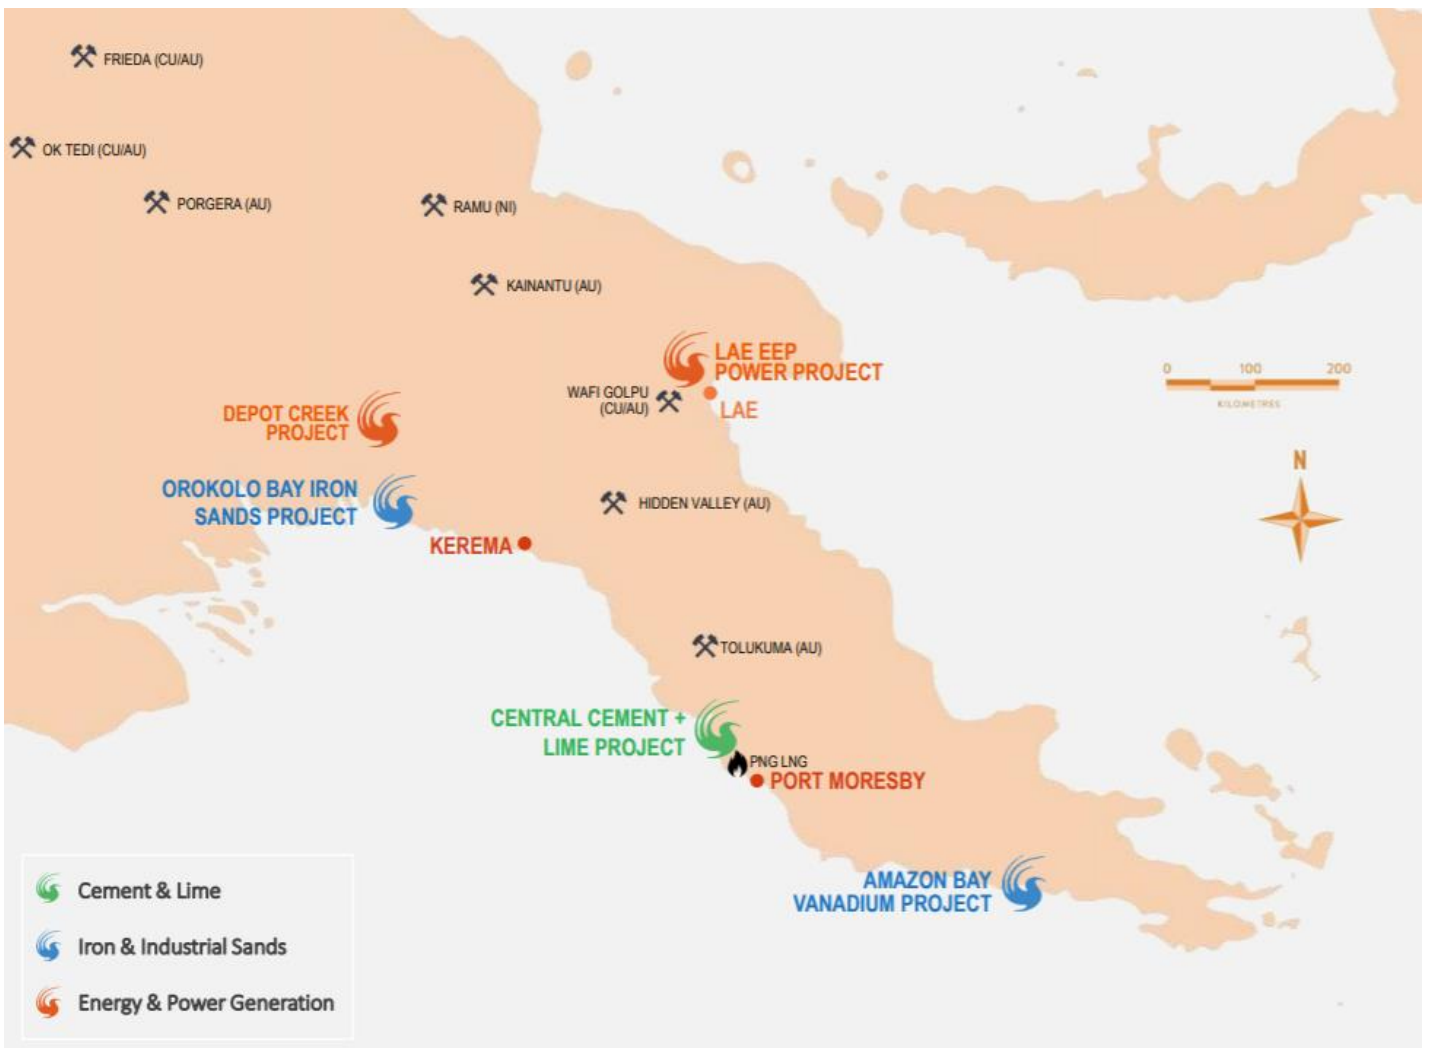 FRIEDA (CU/AU)
OK TEDI (CU/AU)
PORGERA (AU)
RAMU (NI)
KAINANTU (AU)
LAE EEP
POWER PROJECT
WAFI GOLPU
(CU/AU)
LAE
0 100 200
KILOMETRES
DEPOT CREEK
PROJECT
N
OROKOLO BAY IRON
SANDS PROJECT
HIDDEN VALLEY (AU)
KEREMA
TOLUKUMA (AU)
CENTRAL CEMENT +
LIME PROJECT
PNG LNG
PORT MORESBY
AMAZON BAY
VANADIUM PROJECT
Cement & Lime
Iron & Industrial Sands
Energy & Power Generation